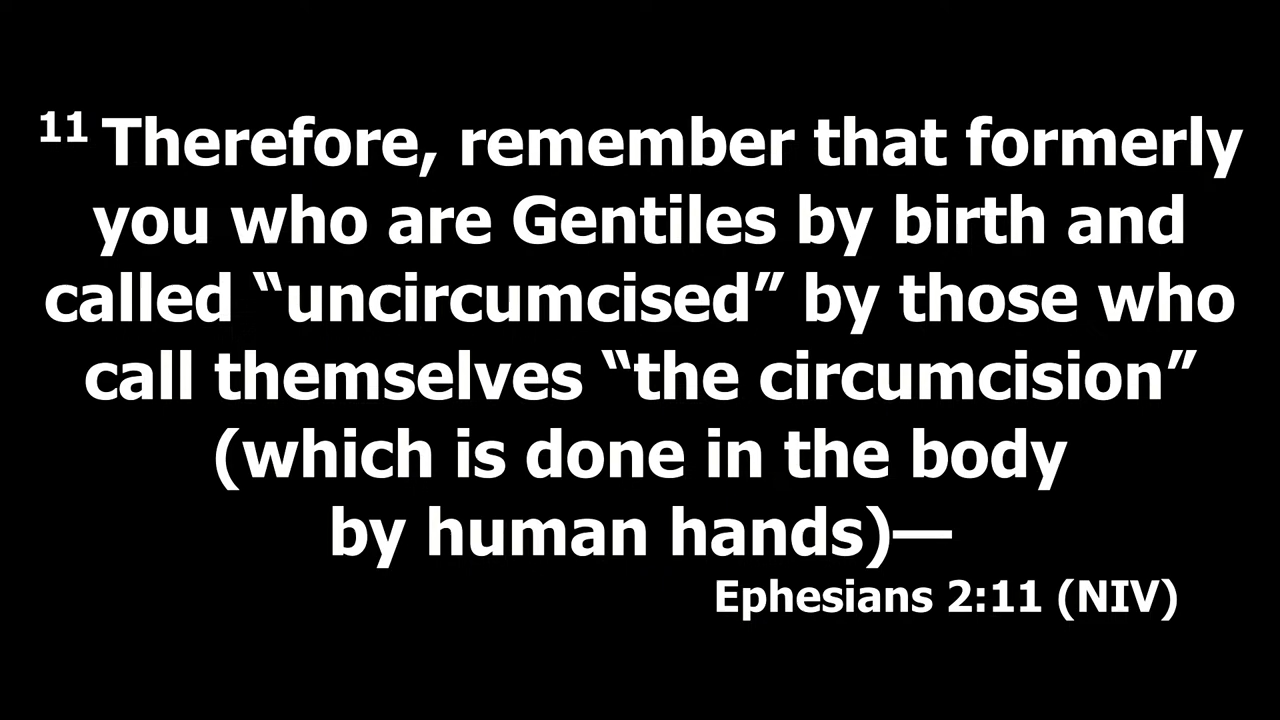 11 Therefore, remember that formerly
you who are Gentiles by birth and
called “uncircumcised” by those who
call themselves “the circumcision”
(which is done in the body
by human hands)—
Ephesians 2:11 (NIV)